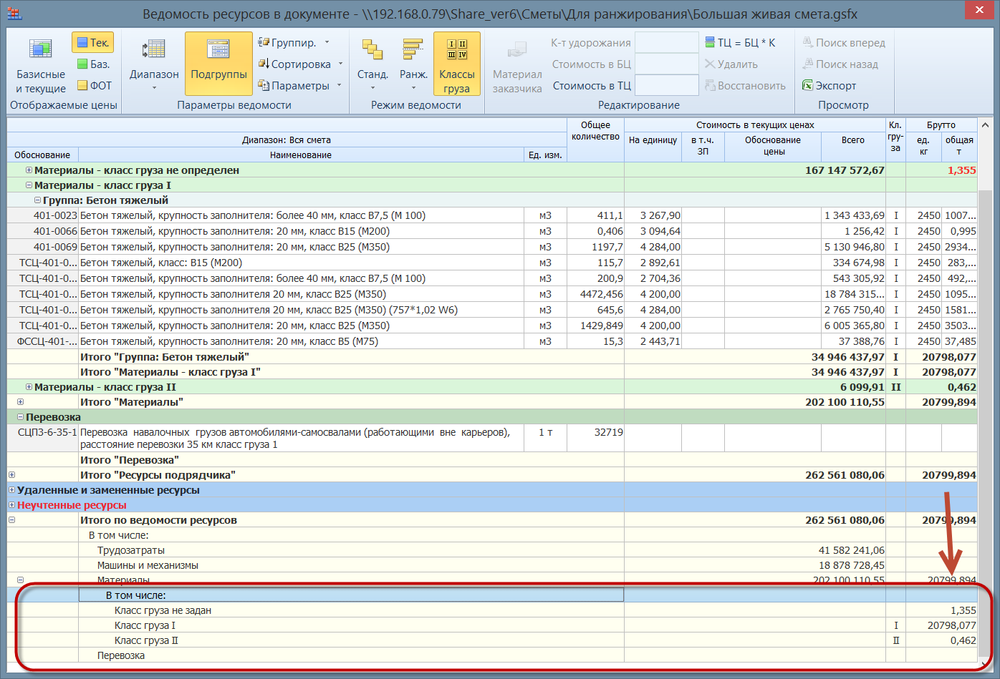 Ведомость ресурсов в документе - \\192.168.0.79\Share_ver6\Сметы\Для ранжирования\Большая живая смета.gsfx
Базисные и текущие
Тек.
Баз.
ФОТ
Отображаемые цены
Диапазон
Подгруппы
Группир.
Сортировка
Параметры
Параметры ведомости
Станд.
Ранж.
Классы груза
Режим ведомости
Материал заказчика
К-т удорожания
Стоимость в БЦ
Стоимость в ТЦ
ТЦ = БЦ * К
Удалить
Восстановить
Редактирование
Поиск вперед
Поиск назад
Экспорт
Просмотр
Диапазон: Вся смета
Обоснование Наименование Ед. изм.
Общее количество
Стоимость в текущих ценах
На единицу в т.ч. ЗП Обоснование цены Всего
Кл. гру- за
Брутто
ед. кг общая т
Материалы - класс груза не определен 167 147 572,67 1,355
Материалы - класс груза I
Группа: Бетон тяжелый
401-0023 Бетон тяжелый, крупность заполнителя: более 40 мм, класс В7,5 (М 100) м3 411,1 3 267,90 1 343 433,69 I 2450 1007...
401-0066 Бетон тяжелый, крупность заполнителя: 20 мм, класс В15 (М200) м3 0,406 3 094,64 1 256,42 I 2450 0,995
401-0069 Бетон тяжелый, крупность заполнителя: 20 мм, класс В25 (М350) м3 1197,7 4 284,00 5 130 946,80 I 2450 2934...
ТСЦ-401-0... Бетон тяжелый, класс: В15 (М200) м3 115,7 2 892,61 334 674,98 I 2450 283,...
ТСЦ-401-0... Бетон тяжелый, крупность заполнителя: более 40 мм, класс В7,5 (М 100) м3 200,9 2 704,36 543 305,92 I 2450 492,...
ТСЦ-401-0... Бетон тяжелый, крупность заполнителя 20 мм, класс В25 (М350) м3 4472,456 4 200,00 18 784 315... I 2450 1095...
ТСЦ-401-0... Бетон тяжелый, крупность заполнителя 20 мм, класс В25 (М350) (757*1,02 W6) м3 645,6 4 284,00 2 765 750,40 I 2450 1581...
ТСЦ-401-0... Бетон тяжелый, крупность заполнителя: 20 мм, класс В25 (М350) м3 1429,849 4 200,00 6 005 365,80 I 2450 3503...
ФССЦ-401-... Бетон тяжелый, крупность заполнителя: 20 мм, класс В5 (М75) м3 15,3 2 443,71 37 388,76 I 2450 37,485
Итого "Группа: Бетон тяжелый" 34 946 437,97 I 20798,077
Итого "Материалы - класс груза I" 34 946 437,97 I 20798,077
Материалы - класс груза II 6 099,91 II 0,462
Итого "Материалы" 202 100 110,55 20799,894
Перевозка
СЦП3-6-35-1 Перевозка навалочных грузов автомобилями-самосвалами (работающими вне карьеров), 1 т 32719
расстояние перевозки 35 км класс груза 1
Итого "Перевозка"
Итого "Ресурсы подрядчика" 262 561 080,06 20799,894
Удаленные и замененные ресурсы
Неучтенные ресурсы
Итого по ведомости ресурсов 262 561 080,06 20799,894
В том числе:
Трудозатраты 41 582 241,06
Машины и механизмы 18 878 728,45
Материалы 202 100 110,55 20799,894
В том числе:
Класс груза не задан 1,355
Класс груза I I 20798,077
Класс груза II II 0,462
Перевозка